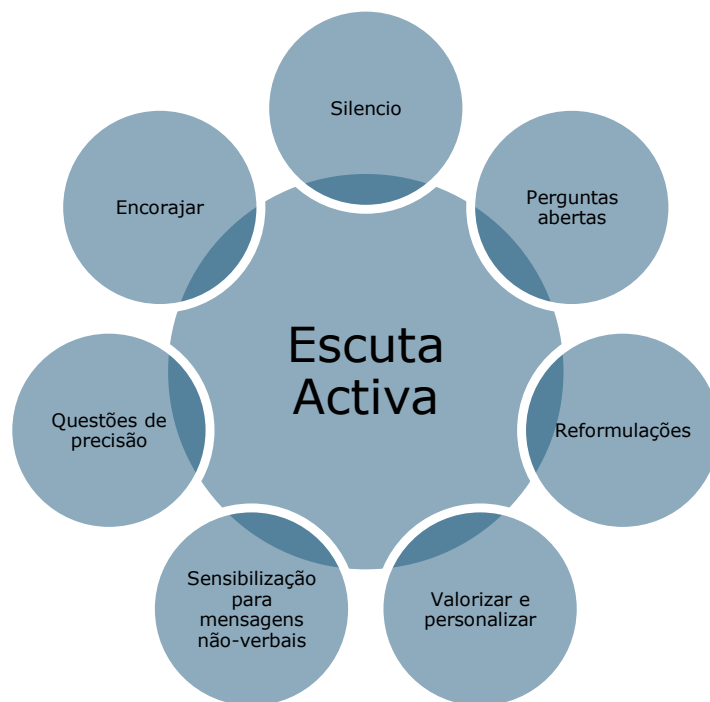 Silencio
Perguntas
abertas
Reformulações
Valorizar e
personalizar
Sensibilização
para
mensagens
não-verbais
Questões de
precisão
Encorajar
Escuta
Activa